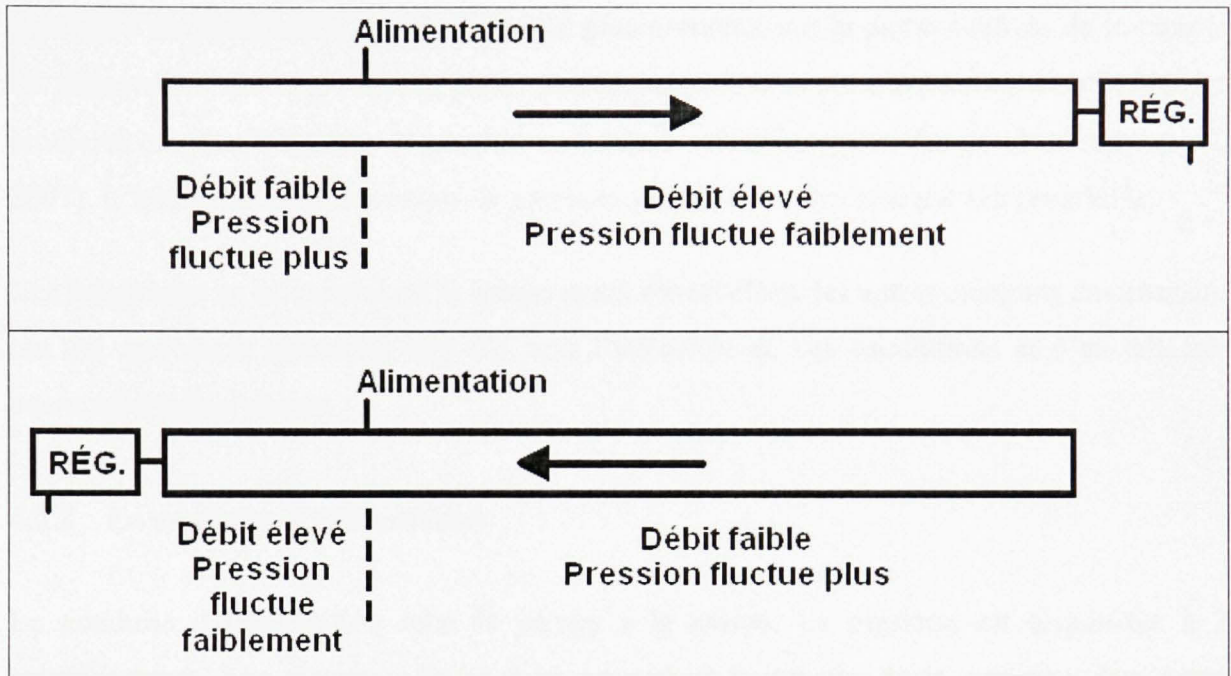 Alimentation
RÉG.
Débit faible
Pression
fluctue plus
Débit élevé
Pression fluctue faiblement
Alimentation
RÉG.
Débit élevé
Pression
fluctue
faiblement
Débit faible
Pression fluctue plus